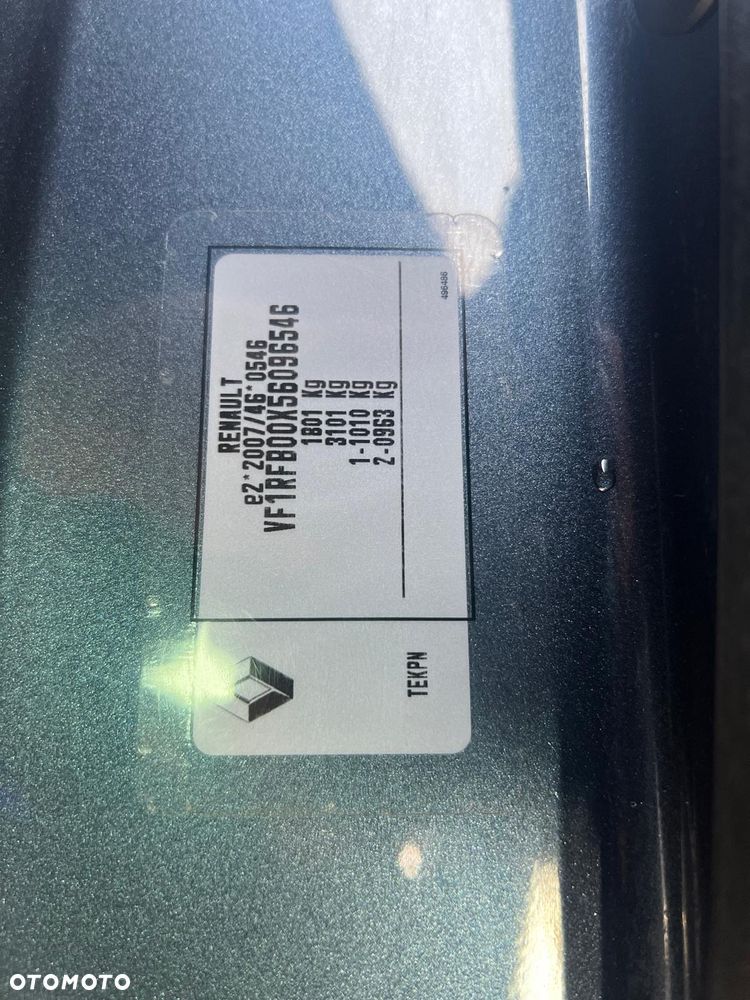 RENAULT
e2*2007/46*0546
VF1RFB00X56096546
1801 Kg
3101 Kg
1-1010 Kg
2-0963 Kg
496486
TEKPN
OTOMOTO